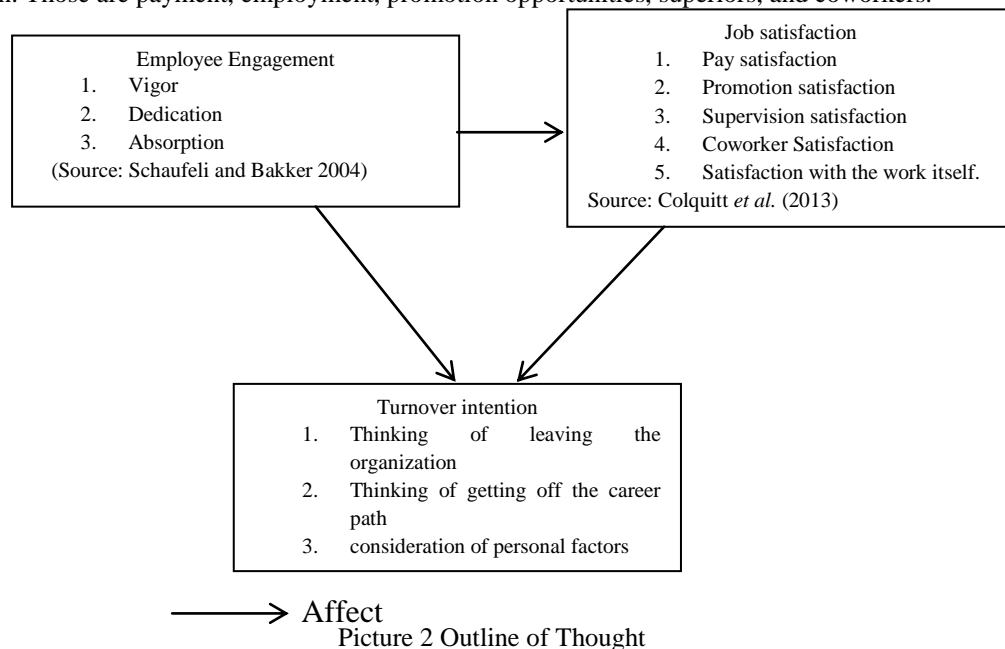 n. Those are payment, employment, promotion opportunities, superiors, and coworkers.
Employee Engagement
1. Vigor
2. Dedication
3. Absorption
(Source: Schaufeli and Bakker 2004)
Job satisfaction
1. Pay satisfaction
2. Promotion satisfaction
3. Supervision satisfaction
4. Coworker Satisfaction
5. Satisfaction with the work itself.
Source: Colquitt et al. (2013)
Turnover intention
1. Thinking of leaving the
organization
2. Thinking of getting off the career
path
3. consideration of personal factors
Affect
Picture 2 Outline of Thought